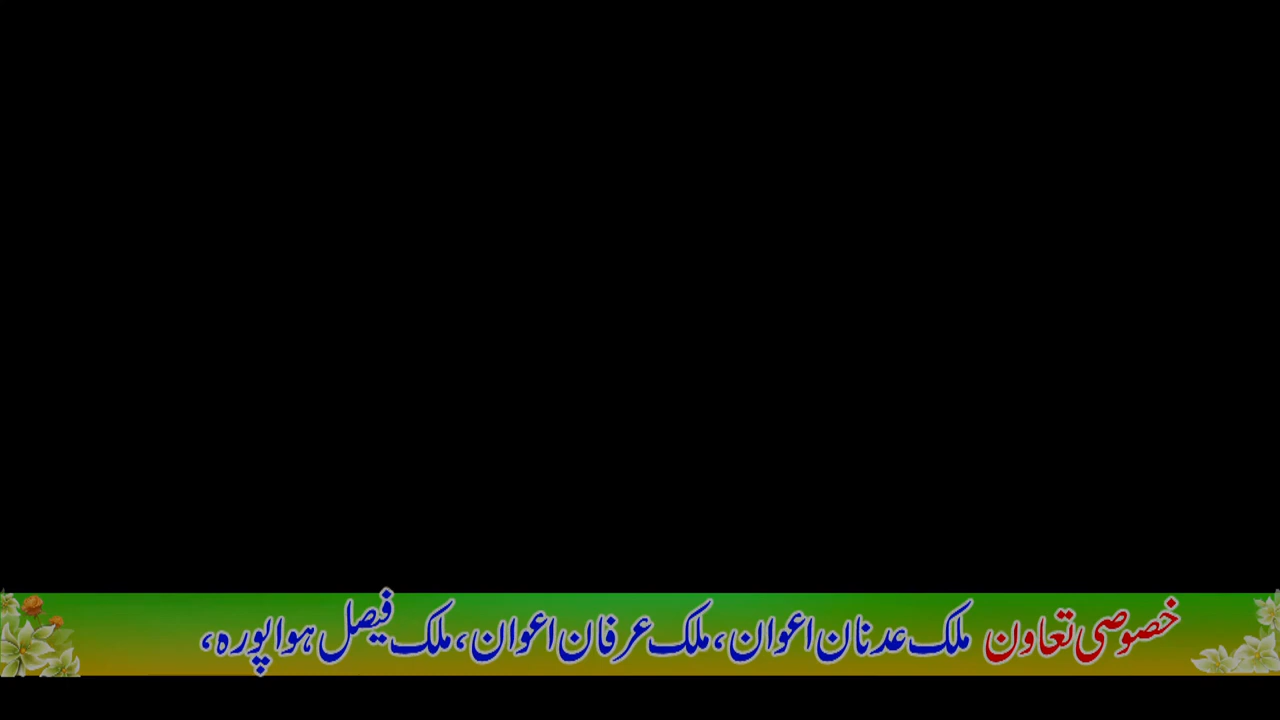 خصوصی تعاون ملک عدنان اعوان، ملک عرفان اعوان، ملک فیصل ہواپورہ،